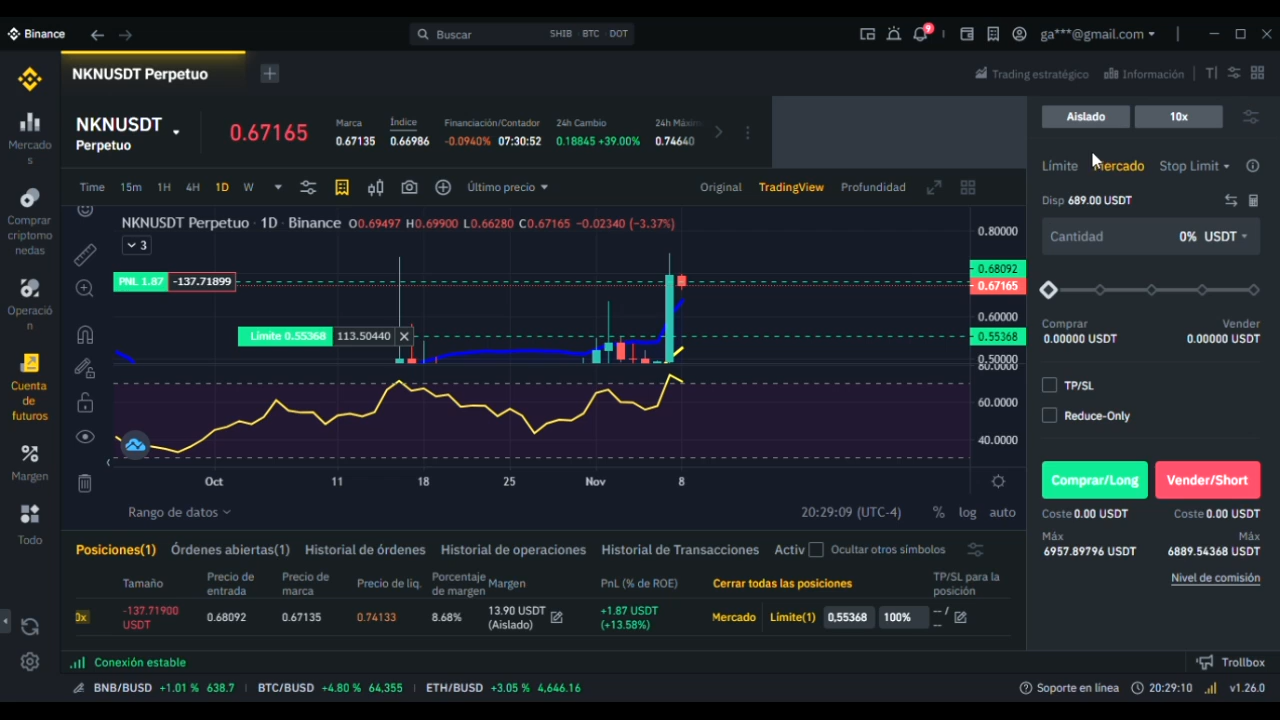 Binance
Buscar SHIB BTC DOT
9
ga***@gmail.com
NKNUSDT Perpetuo
Trading estratégico Información
NKNUSDT
Perpetuo
0.67165
Marca Índice Financiación/Contador 24h Cambio 24h Máxim
0.67135 0.66986 -0.0940% 07:30:52 0.18845 +39.00% 0.74640
Aislado 10x
Mercado
s
Comprar
criptomo
nedas
Operació
n
Cuenta
de
futuros
Margen
Todo
Time 15m 1H 4H 1D W Último precio Original TradingView Profundidad
NKNUSDT Perpetuo · 1D · Binance O0.69497 H0.69900 L0.66280 C0.67165 -0.02340 (-3.37%)
3
PNL 1.87 -137.71899
Límite 0.55368 113.50440
0.80000
0.68092
0.67165
0.60000
0.55368
0.50000
80.0000
60.0000
40.0000
Oct 11 18 25 Nov 8
Rango de datos 20:29:09 (UTC-4) % log auto
Límite Mercado Stop Limit
Disp 689.00 USDT
Cantidad 0% USDT
Comprar Vender
0.00000 USDT 0.00000 USDT
TP/SL
Reduce-Only
Comprar/Long Vender/Short
Coste 0.00 USDT Coste 0.00 USDT
Máx Máx
6957.89796 USDT 6889.54368 USDT
Nivel de comisión
Posiciones(1) Órdenes abiertas(1) Historial de órdenes Historial de operaciones Historial de Transacciones Activ Ocultar otros símbolos
Tamaño Precio de entrada Precio de marca Precio de liq. Porcentaje de margen Margen PnL (% de ROE) Cerrar todas las posiciones TP/SL para la posición
0x -137.71900 USDT 0.68092 0.67135 0.74133 8.68% 13.90 USDT (Aislado) +1.87 USDT (+13.58%) Mercado Límite(1) 0,55368 100% -- / --
Conexión estable Trollbox
BNB/BUSD +1.01 % 638.7 BTC/BUSD +4.80 % 64,355 ETH/BUSD +3.05 % 4,646.16 Soporte en línea 20:29:10 v1.26.0